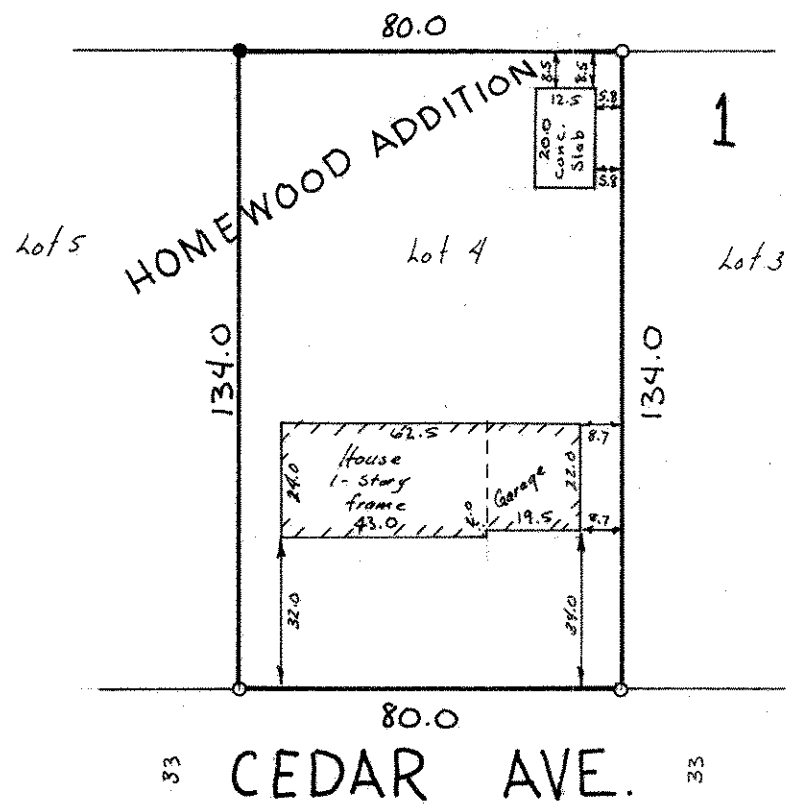 80.0
8.5
8.5
HOMEWOOD ADDITION
12.5
5.8
20.0
Conc.
Slab
5.8
1
Lot 5
Lot 4
Lot 3
134.0
134.0
62.5
8.7
House
1-Story
frame
24.0
Garage
22.0
43.0
19.5
8.7
32.0
34.0
80.0
33
CEDAR AVE.
33